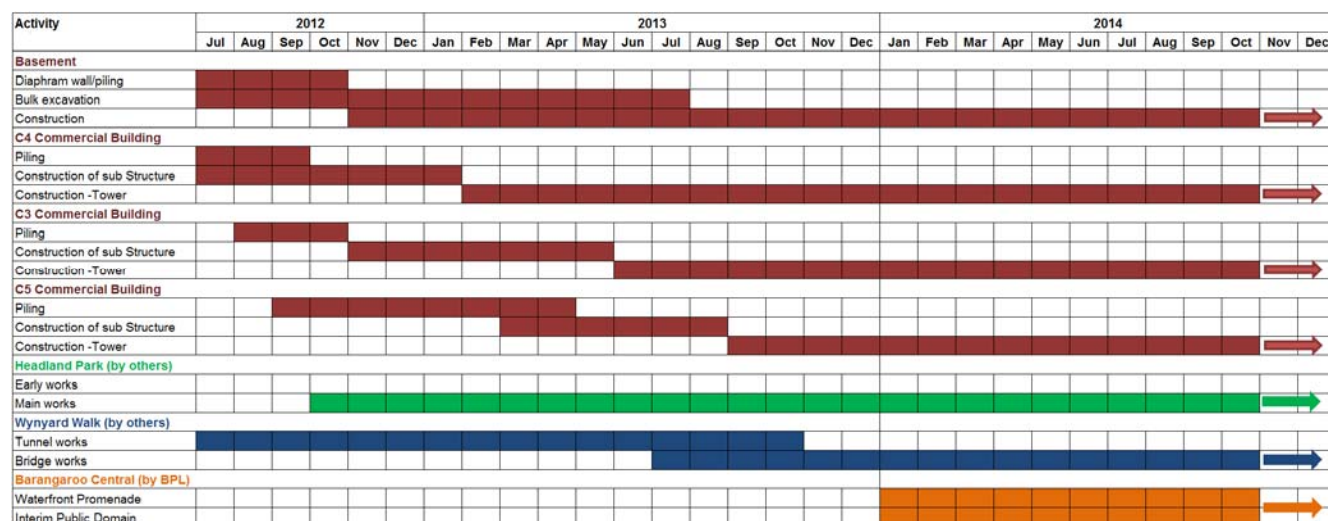 Activity 2012 2013 2014
Jul Aug Sep Oct Nov Dec Jan Feb Mar Apr May Jun Jul Aug Sep Oct Nov Dec Jan Feb Mar Apr May Jun Jul Aug Sep Oct Nov Dec
Basement
Diaphram wall/piling
Bulk excavation
Construction
C4 Commercial Building
Piling
Construction of sub Structure
Construction -Tower
C3 Commercial Building
Piling
Construction of sub Structure
Construction -Tower
C5 Commercial Building
Piling
Construction of sub Structure
Construction -Tower
Headland Park (by others)
Early works
Main works
Wynyard Walk (by others)
Tunnel works
Bridge works
Barangaroo Central (by BPL)
Waterfront Promenade
Interim Public Domain